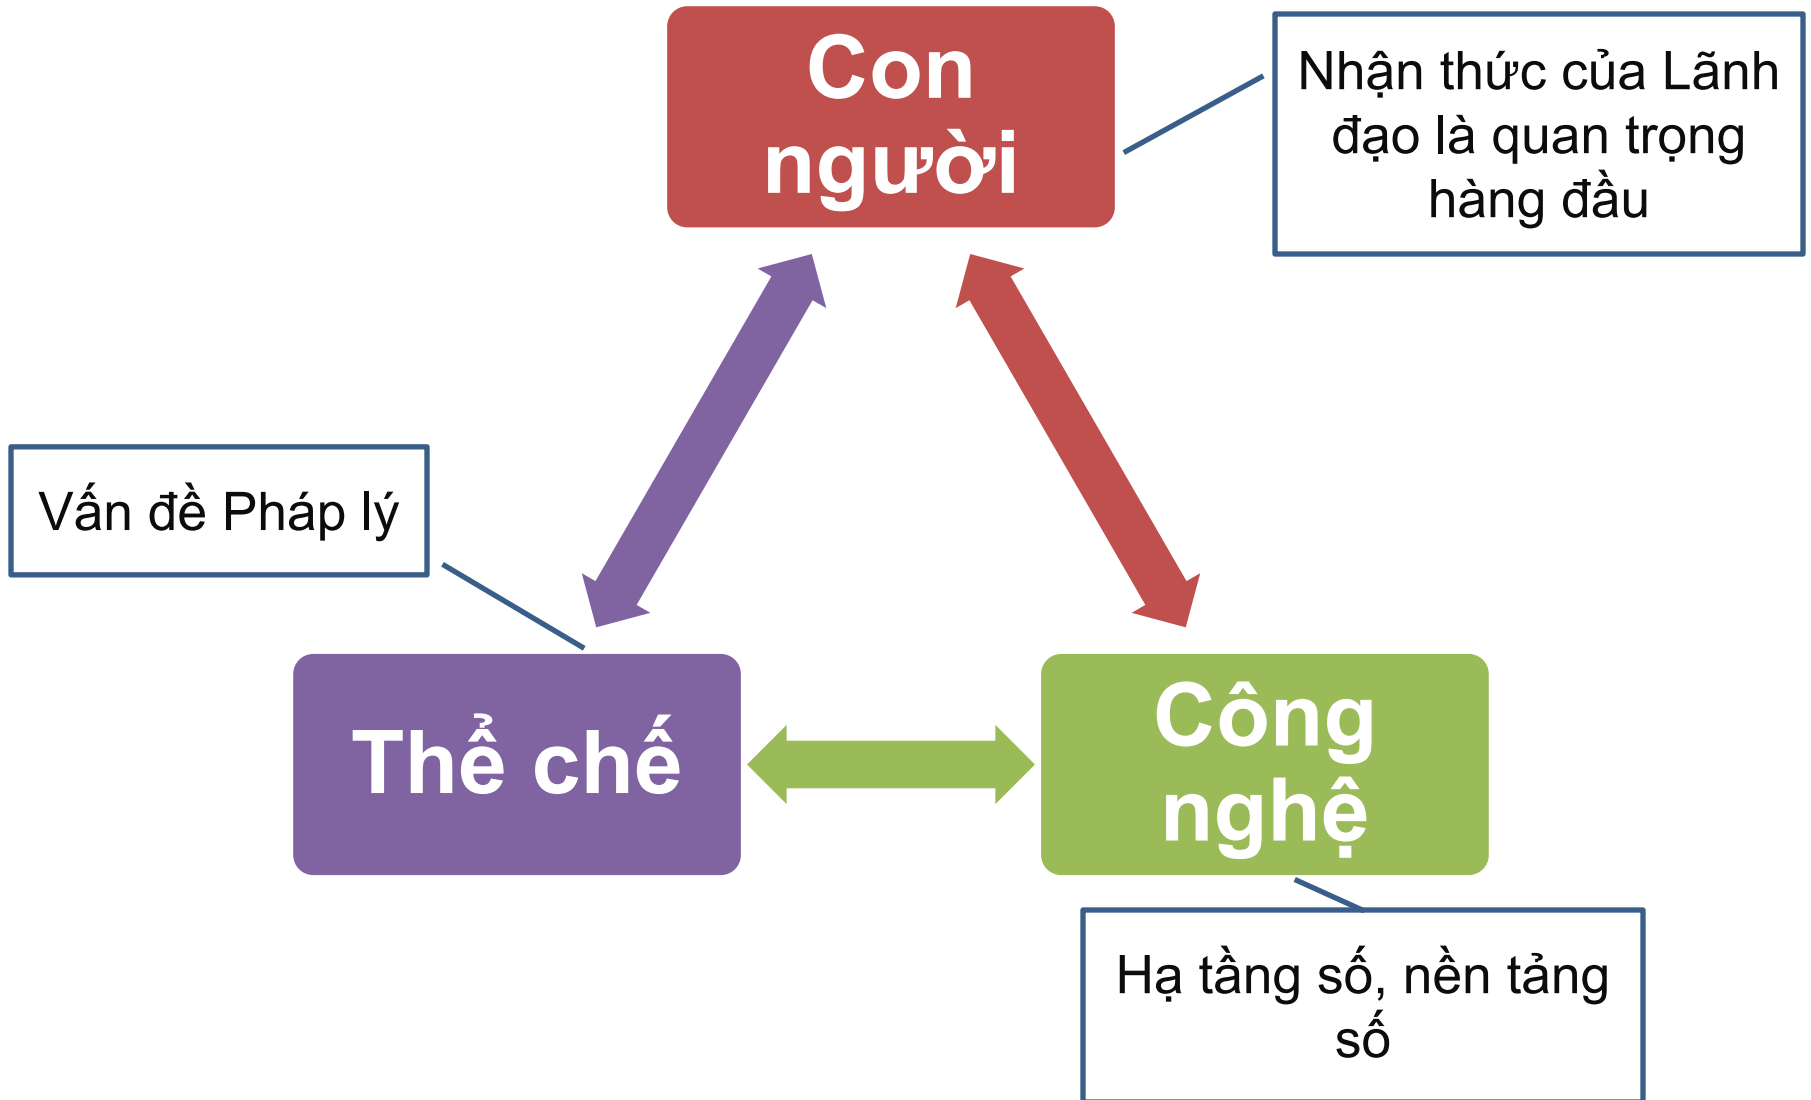 Con
người
Nhận thức của Lãnh
đạo là quan trọng
hàng đầu
Vấn đề Pháp lý
Thể chế
Công
nghệ
Hạ tầng số, nền tảng
số